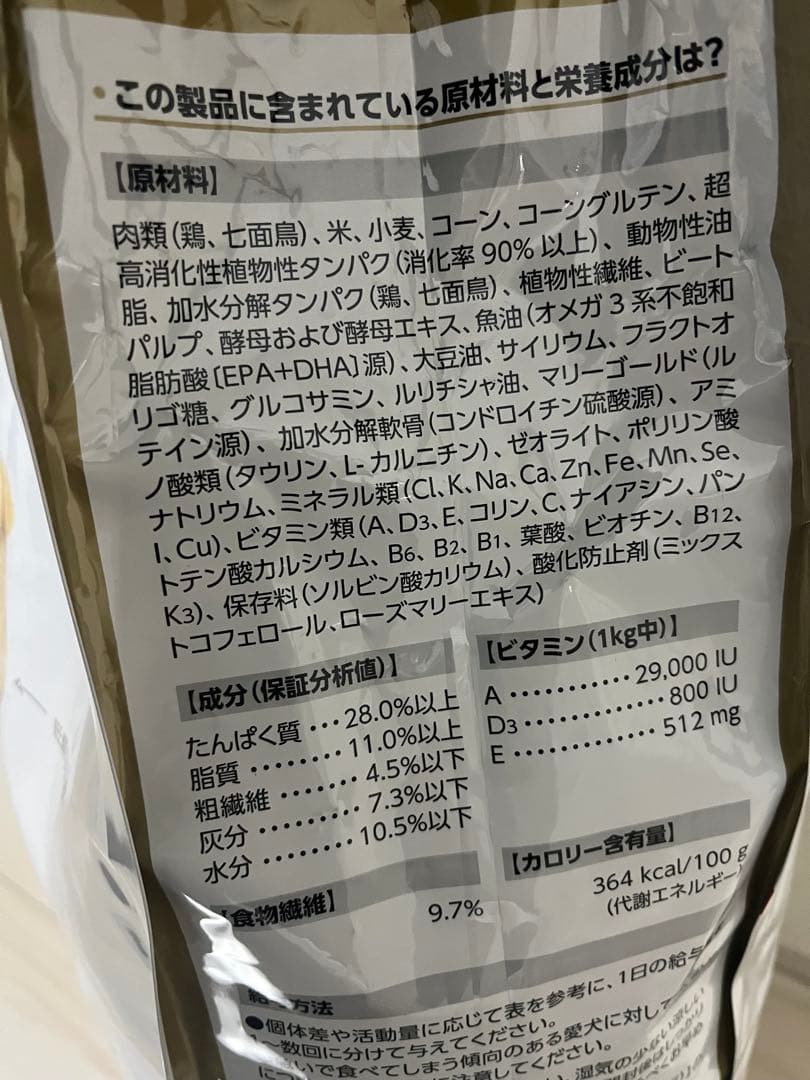 ・この製品に含まれている原材料と栄養成分は？
【原材料】
肉類（鶏、七面鳥）、米、小麦、コーン、コーングルテン、超
高消化性植物性タンパク（消化率90%以上）、動物性油
脂、加水分解タンパク（鶏、七面鳥）、植物性繊維、ビート
パルプ、酵母および酵母エキス、魚油（オメガ3系不飽和
脂肪酸〔EPA+DHA〕源）、大豆油、サイリウム、フラクトオ
リゴ糖、グルコサミン、ルリチシャ油、マリーゴールド（ル
テイン源）、加水分解軟骨（コンドロイチン硫酸源）、アミ
ノ酸類（タウリン、L-カルニチン）、ゼオライト、ポリリン酸
ナトリウム、ミネラル類（Cl、K、Na、Ca、Zn、Fe、Mn、Se、
I、Cu）、ビタミン類（A、D3、E、コリン、C、ナイアシン、パン
トテン酸カルシウム、B6、B2、B1、葉酸、ビオチン、B12、
K3）、保存料（ソルビン酸カリウム）、酸化防止剤（ミックス
トコフェロール、ローズマリーエキス）
【成分（保証分析値）】
たんぱく質 ･･･ 28.0%以上
脂質 ････････ 11.0%以上
粗繊維 ･･･････ 4.5%以下
灰分 ･････････ 7.3%以下
水分 ････････ 10.5%以下
【食物繊維】
9.7%
【ビタミン（1kg中）】
A ･･･････････ 29,000 IU
D3 ･････････････ 800 IU
E ･････････････ 512 mg
【カロリー含有量】
364 kcal/100 g
（代謝エネルギー）
方法
●個体差や活動量に応じて表を参考に、1日の給与
1～数回に分けて与えてください。
いで食べてしまう傾向のある愛犬に対して
に注意してください。
湿気の少ない涼しい